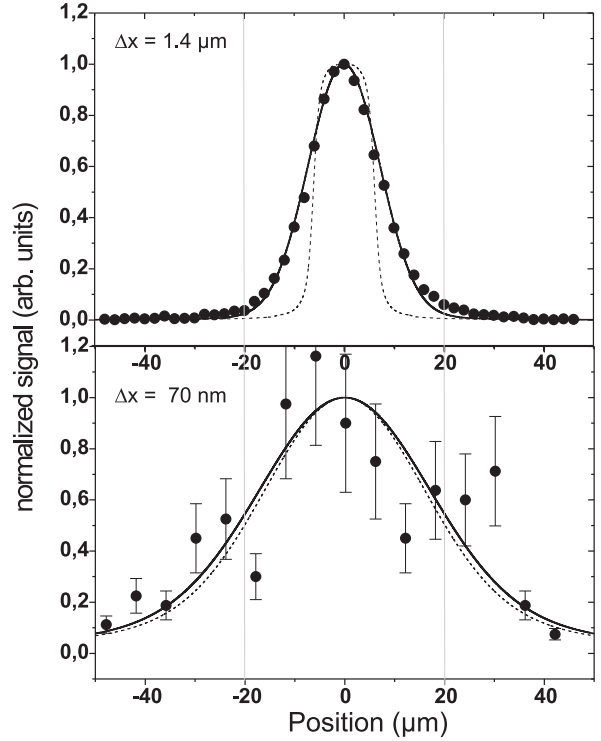 1,2
Δx = 1.4 µm
1,0
0,8
0,6
0,4
0,2
0,0
-40 -20 0 20 40
1,2
Δx = 70 nm
1,0
0,8
0,6
0,4
0,2
0,0
-40 -20 0 20 40
Position (µm)
normalized signal (arb. units)